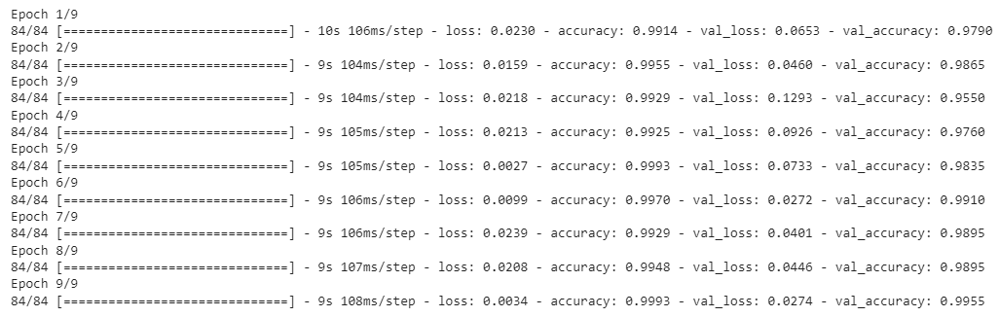 Epoch 1/9
84/84 [==============================] - 10s 106ms/step - loss: 0.0230 - accuracy: 0.9914 - val_loss: 0.0653 - val_accuracy: 0.9790
Epoch 2/9
84/84 [==============================] - 9s 104ms/step - loss: 0.0159 - accuracy: 0.9955 - val_loss: 0.0460 - val_accuracy: 0.9865
Epoch 3/9
84/84 [==============================] - 9s 104ms/step - loss: 0.0218 - accuracy: 0.9929 - val_loss: 0.1293 - val_accuracy: 0.9550
Epoch 4/9
84/84 [==============================] - 9s 105ms/step - loss: 0.0213 - accuracy: 0.9925 - val_loss: 0.0926 - val_accuracy: 0.9760
Epoch 5/9
84/84 [==============================] - 9s 105ms/step - loss: 0.0027 - accuracy: 0.9993 - val_loss: 0.0733 - val_accuracy: 0.9835
Epoch 6/9
84/84 [==============================] - 9s 106ms/step - loss: 0.0099 - accuracy: 0.9970 - val_loss: 0.0272 - val_accuracy: 0.9910
Epoch 7/9
84/84 [==============================] - 9s 106ms/step - loss: 0.0239 - accuracy: 0.9929 - val_loss: 0.0401 - val_accuracy: 0.9895
Epoch 8/9
84/84 [==============================] - 9s 107ms/step - loss: 0.0208 - accuracy: 0.9948 - val_loss: 0.0446 - val_accuracy: 0.9895
Epoch 9/9
84/84 [==============================] - 9s 108ms/step - loss: 0.0034 - accuracy: 0.9993 - val_loss: 0.0274 - val_accuracy: 0.9955